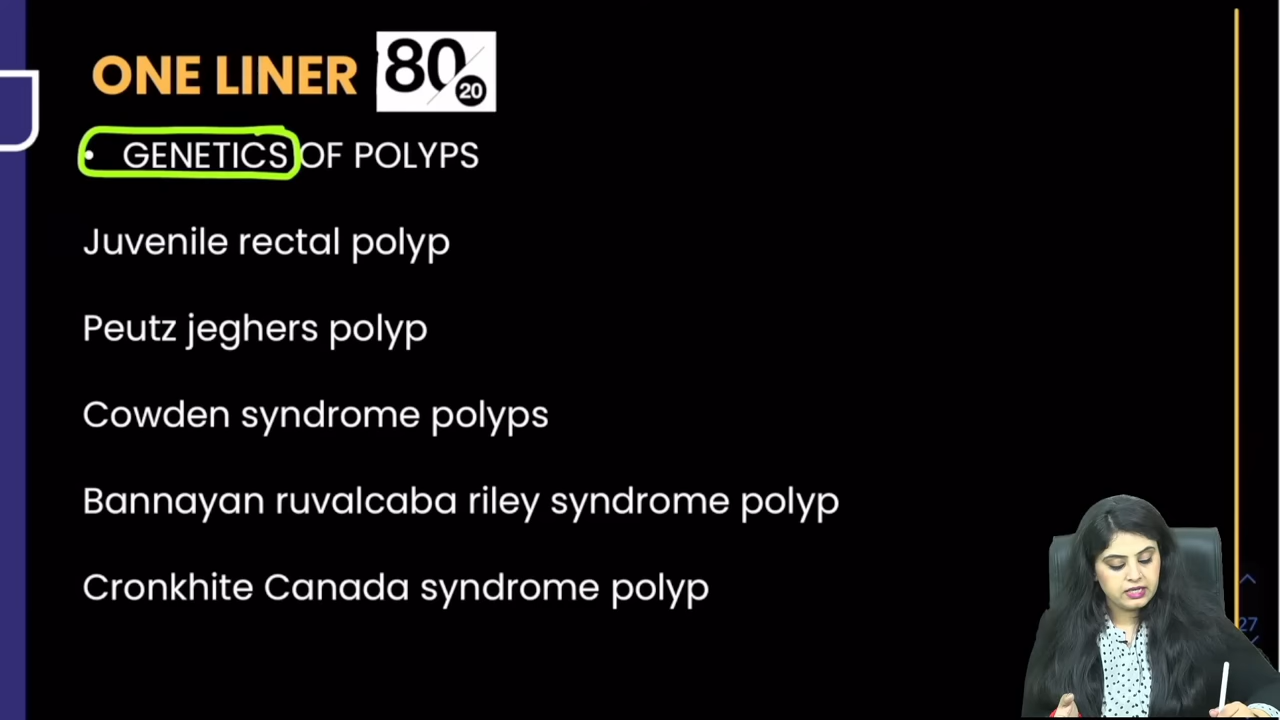 ONE LINER 80/20
• GENETICS OF POLYPS
Juvenile rectal polyp
Peutz jeghers polyp
Cowden syndrome polyps
Bannayan ruvalcaba riley syndrome polyp
Cronkhite Canada syndrome polyp
27